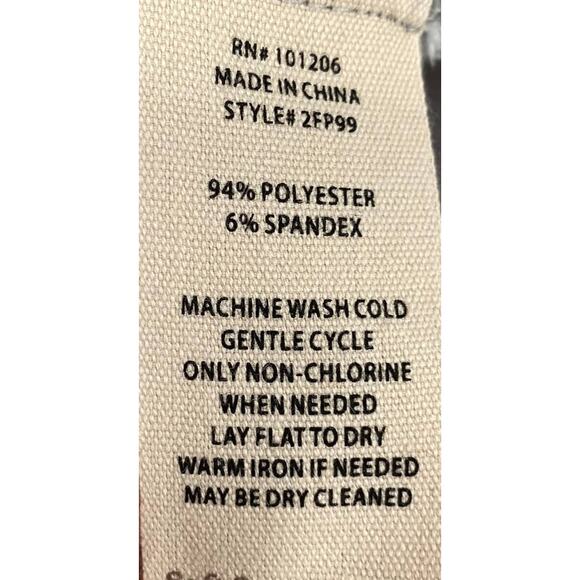 RN# 101206
MADE IN CHINA
STYLE# 2FP99
94% POLYESTER
6% SPANDEX
MACHINE WASH COLD
GENTLE CYCLE
ONLY NON-CHLORINE
WHEN NEEDED
LAY FLAT TO DRY
WARM IRON IF NEEDED
MAY BE DRY CLEANED